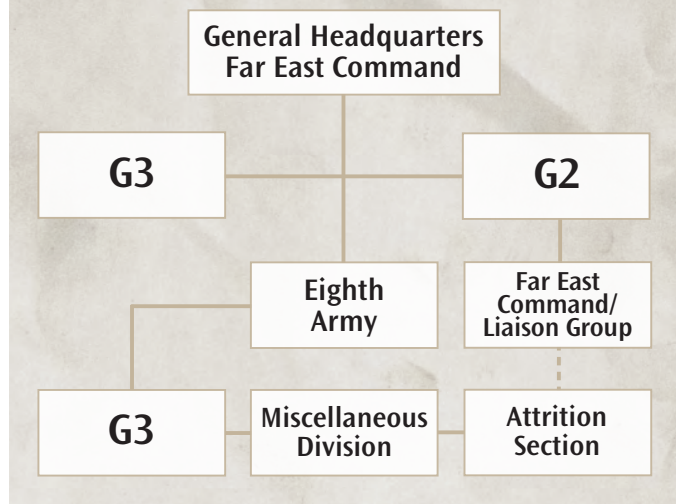 General Headquarters
Far East Command
G3
G2
Eighth
Army
Far East
Command/
Liaison Group
G3
Miscellaneous
Division
Attrition
Section